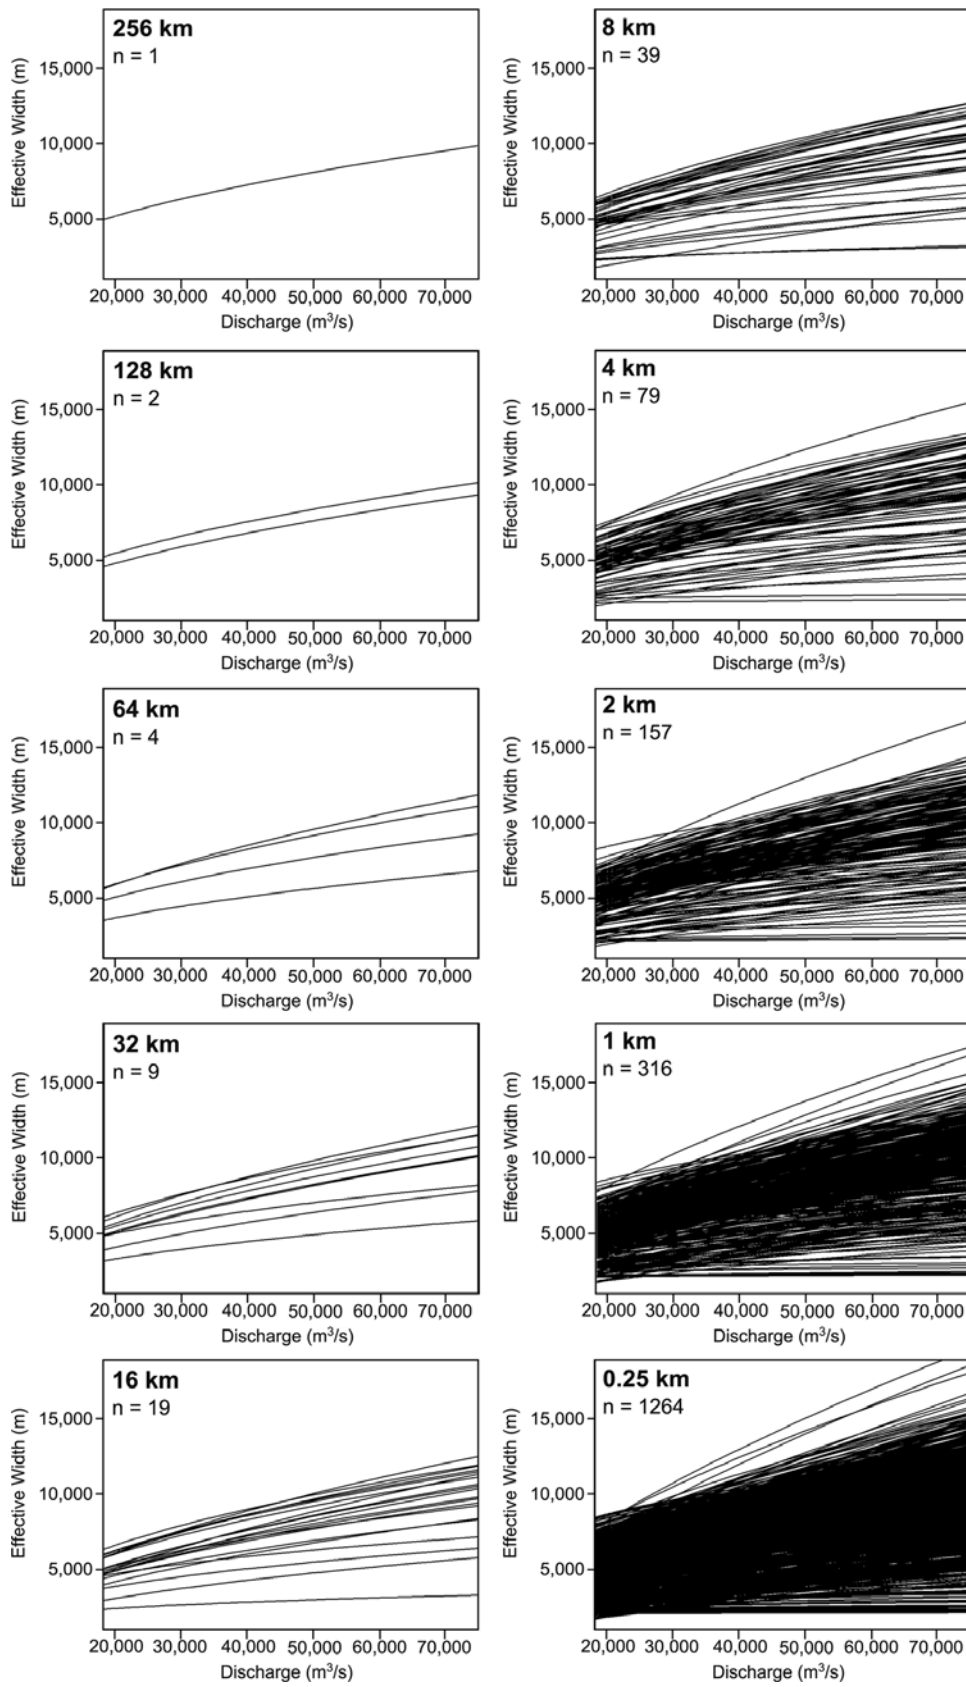 256 km
n = 1
Effective Width (m)
15,000
10,000
5,000
20,000 30,000 40,000 50,000 60,000 70,000
Discharge (m³/s)
8 km
n = 39
Effective Width (m)
15,000
10,000
5,000
20,000 30,000 40,000 50,000 60,000 70,000
Discharge (m³/s)
128 km
n = 2
Effective Width (m)
15,000
10,000
5,000
20,000 30,000 40,000 50,000 60,000 70,000
Discharge (m³/s)
4 km
n = 79
Effective Width (m)
15,000
10,000
5,000
20,000 30,000 40,000 50,000 60,000 70,000
Discharge (m³/s)
64 km
n = 4
Effective Width (m)
15,000
10,000
5,000
20,000 30,000 40,000 50,000 60,000 70,000
Discharge (m³/s)
2 km
n = 157
Effective Width (m)
15,000
10,000
5,000
20,000 30,000 40,000 50,000 60,000 70,000
Discharge (m³/s)
32 km
n = 9
Effective Width (m)
15,000
10,000
5,000
20,000 30,000 40,000 50,000 60,000 70,000
Discharge (m³/s)
1 km
n = 316
Effective Width (m)
15,000
10,000
5,000
20,000 30,000 40,000 50,000 60,000 70,000
Discharge (m³/s)
16 km
n = 19
Effective Width (m)
15,000
10,000
5,000
20,000 30,000 40,000 50,000 60,000 70,000
Discharge (m³/s)
0.25 km
n = 1264
Effective Width (m)
15,000
10,000
5,000
20,000 30,000 40,000 50,000 60,000 70,000
Discharge (m³/s)